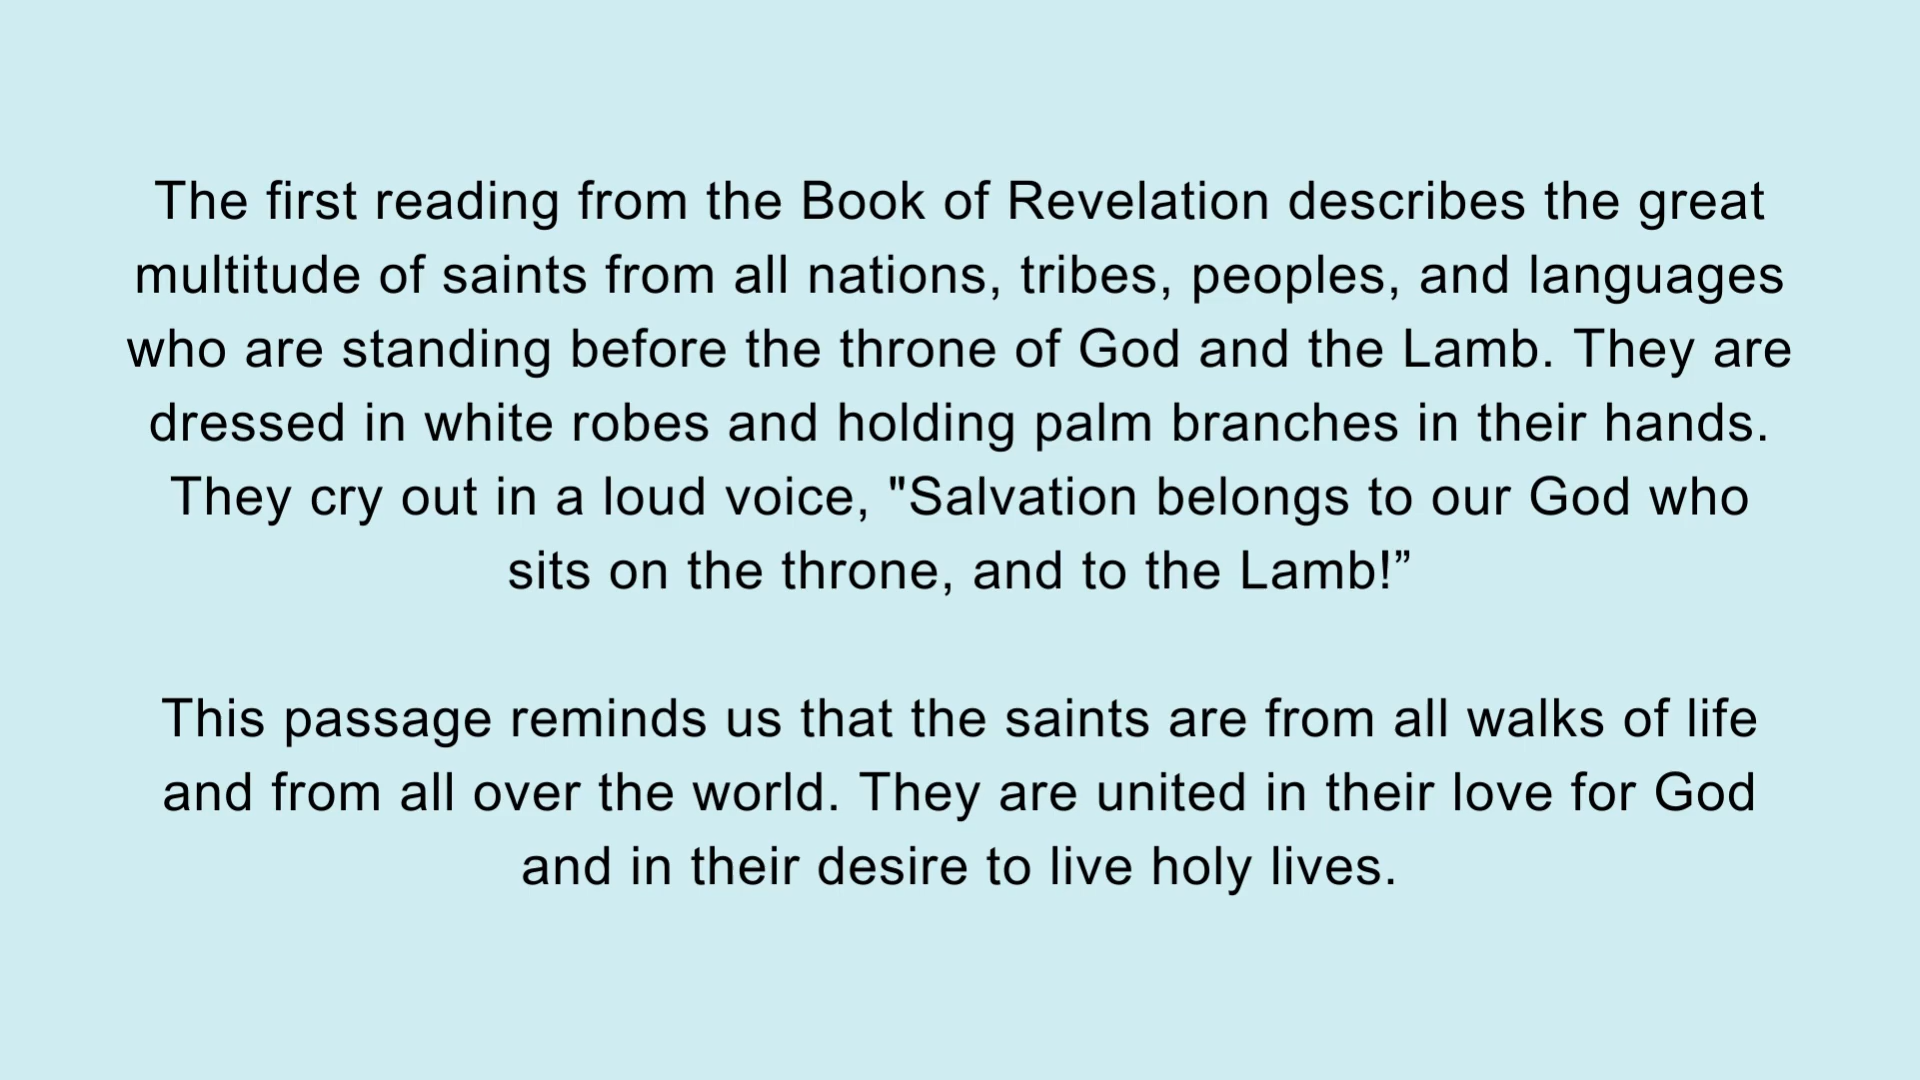 The first reading from the Book of Revelation describes the great
multitude of saints from all nations, tribes, peoples, and languages
who are standing before the throne of God and the Lamb. They are
dressed in white robes and holding palm branches in their hands.
They cry out in a loud voice, "Salvation belongs to our God who
sits on the throne, and to the Lamb!”
This passage reminds us that the saints are from all walks of life
and from all over the world. They are united in their love for God
and in their desire to live holy lives.